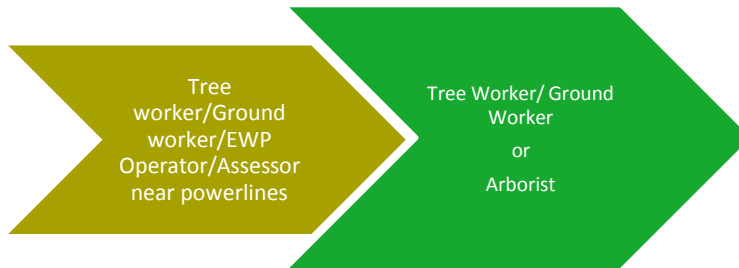 Tree
worker/Ground
worker/EWP
Operator/Assessor
near powerlines
Tree Worker/ Ground
Worker
or
Arborist